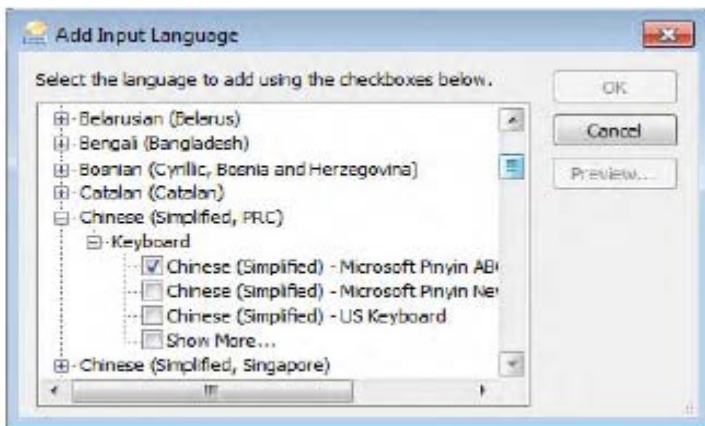 Add Input Language
Select the language to add using the checkboxes below.
OK
Cancel
Preview...
Belarusian (Belarus)
Bengali (Bangladesh)
Bosnian (Cyrillic, Bosnia and Herzegovina)
Catalan (Catalan)
Chinese (Simplified, PRC)
Keyboard
Chinese (Simplified) - Microsoft Pinyin AB
Chinese (Simplified) - Microsoft Pinyin Ne
Chinese (Simplified) - US Keyboard
Show More...
Chinese (Simplified, Singapore)